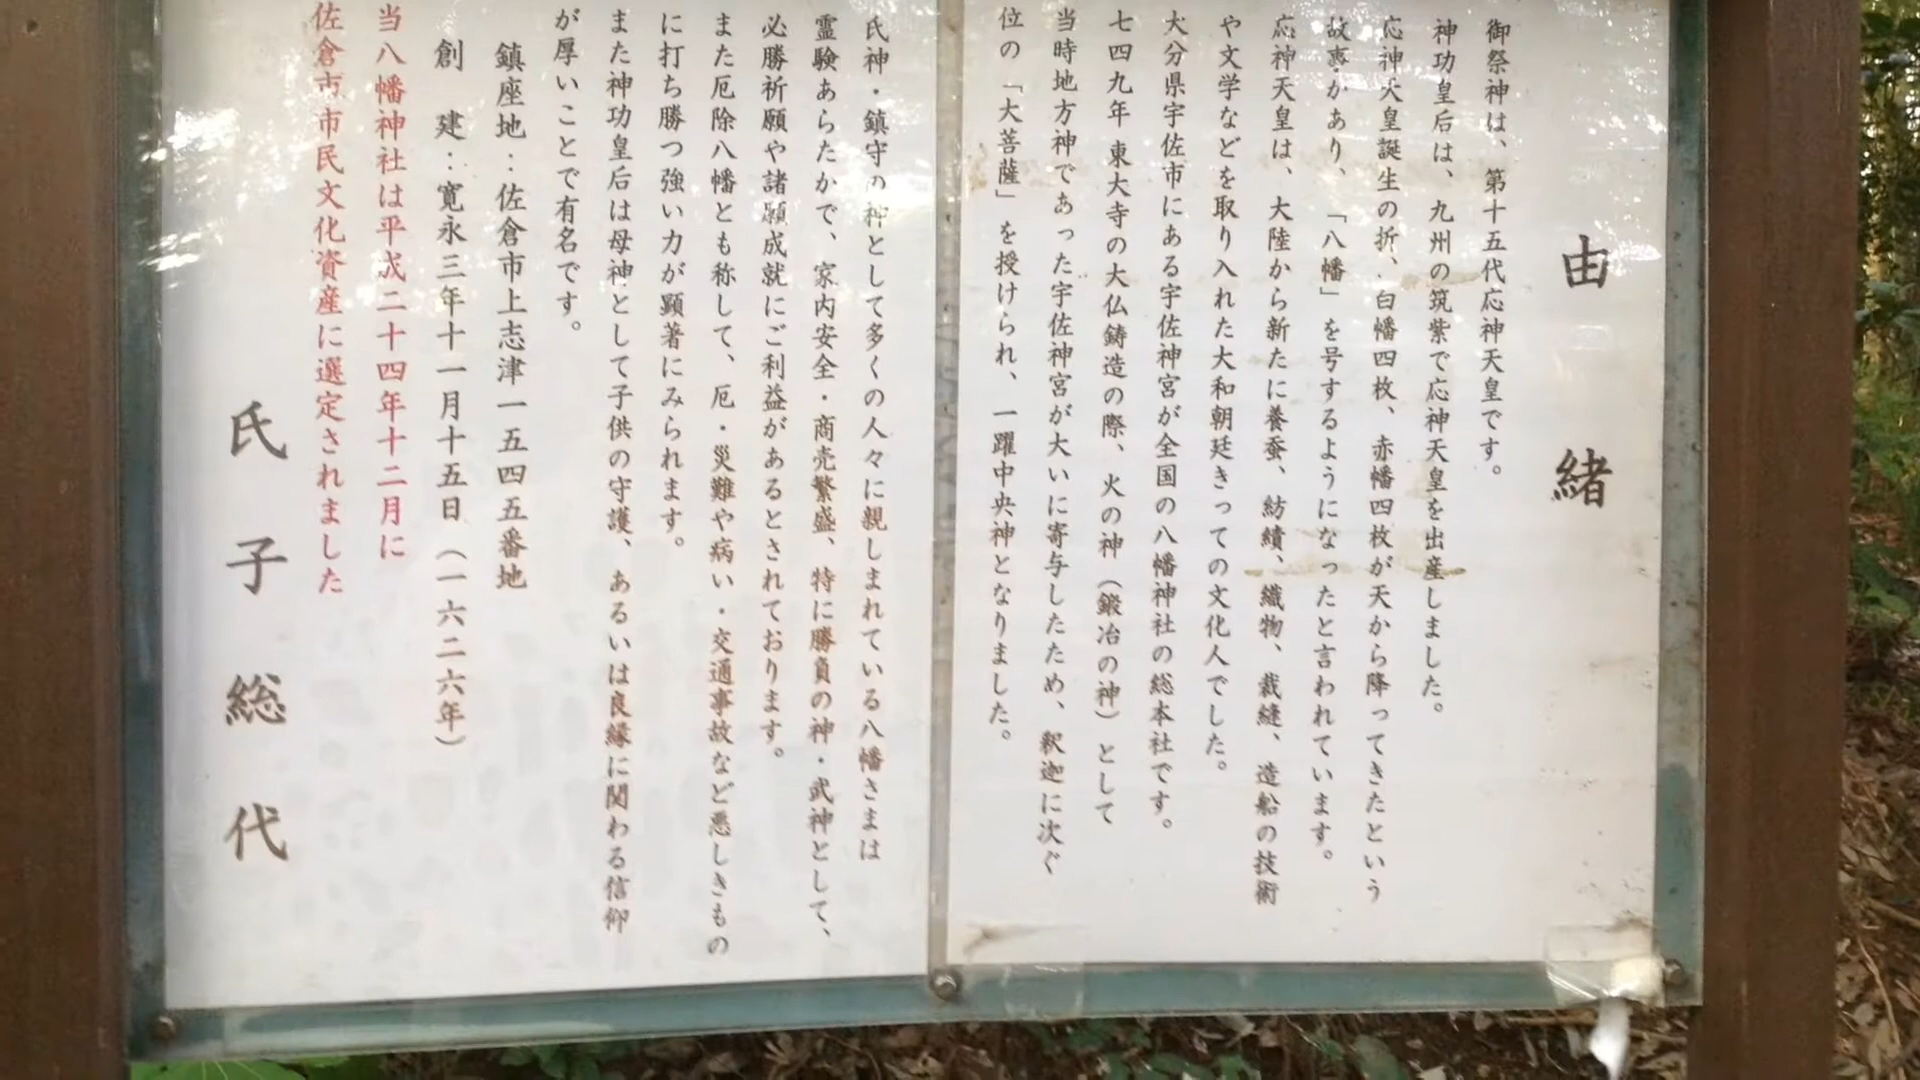 由緒
御祭神は、第十五代応神天皇です。
神功皇后は、九州の筑紫で応神天皇を出産しました。
応神天皇誕生の折、白幡四枚、赤幡四枚が天から降ってきたという
故事があり、「八幡」を号するようになったと言われています。
応神天皇は、大陸から新たに養蚕、紡績、織物、裁縫、造船の技術
や文学などを取り入れた大和朝廷きっての文化人でした。
大分県宇佐市にある宇佐神宮が全国の八幡神社の総本社です。
七四九年 東大寺の大仏鋳造の際、火の神（鍛冶の神）として
当時地方神であった宇佐神宮が大いに寄与したため、釈迦に次ぐ
位の「大菩薩」を授けられ、一躍中央神となりました。
氏神・鎮守の神として多くの人々に親しまれている八幡さまは
霊験あらたかで、家内安全・商売繁盛、特に勝負の神・武神として、
必勝祈願や諸願成就にご利益があるとされております。
また厄除八幡とも称して、厄・災難や病い・交通事故など悪しきもの
に打ち勝つ強い力が顕著にみられます。
また神功皇后は母神として子供の守護、あるいは良縁に関わる信仰
が厚いことで有名です。
鎮座地：佐倉市上志津一五四五番地
創　建：寛永三年十一月十五日（一六二六年）
当八幡神社は平成二十四年十二月に
佐倉市市民文化資産に選定されました
氏子総代